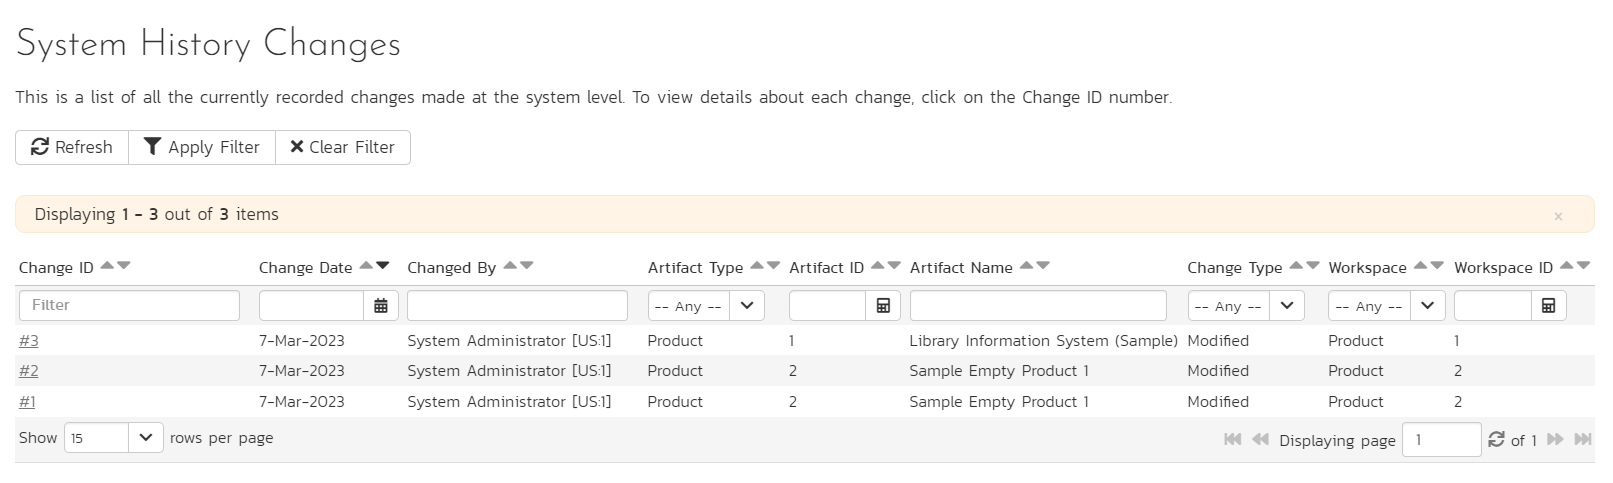 System History Changes
This is a list of all the currently recorded changes made at the system level. To view details about each change, click on the Change ID number.
Refresh Apply Filter Clear Filter
Displaying 1 - 3 out of 3 items ×
Change ID Change Date Changed By Artifact Type Artifact ID Artifact Name Change Type Workspace Workspace ID
Filter -- Any -- -- Any -- -- Any --
#3 7-Mar-2023 System Administrator [US:1] Product 1 Library Information System (Sample) Modified Product 1
#2 7-Mar-2023 System Administrator [US:1] Product 2 Sample Empty Product 1 Modified Product 2
#1 7-Mar-2023 System Administrator [US:1] Product 2 Sample Empty Product 1 Modified Product 2
Show 15 rows per page Displaying page 1 of 1